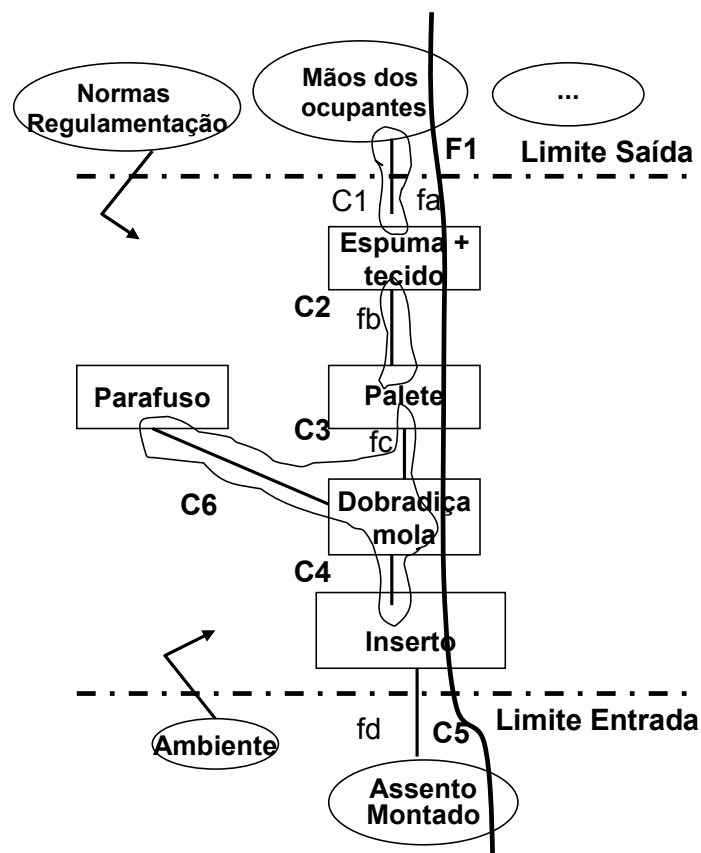 Normas
Regulamentação
Mãos dos
ocupantes
...
F1
Limite Saída
C1
fa
Espuma +
tecido
C2
fb
Parafuso
Palete
C3
fc
C6
Dobradiça
mola
C4
Inserto
Limite Entrada
fd
C5
Ambiente
Assento
Montado